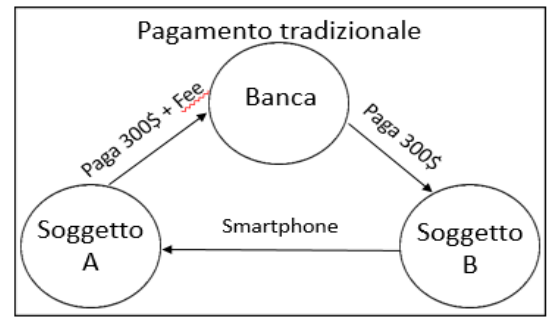 Pagamento tradizionale
Banca
Paga 300$ + Fee
Paga 300$
Soggetto
A
Smartphone
Soggetto
B